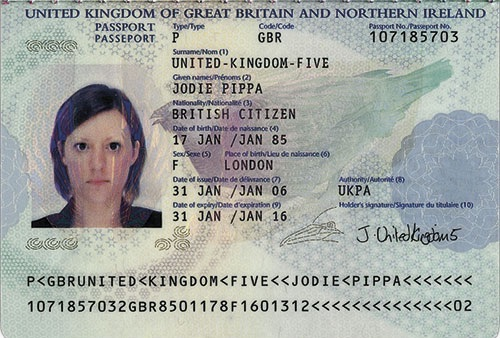 UNITED KINGDOM OF GREAT BRITAIN AND NORTHERN IRELAND
PASSPORT
PASSEPORT
Type/Type
P
Code/Code
GBR
Passport No./Passeport No.
107185703
Surname/Nom (1)
UNITED-KINGDOM-FIVE
Given names/Prénoms (2)
JODIE PIPPA
Nationality/Nationalité (3)
BRITISH CITIZEN
Date of birth/Date de naissance (4)
17 JAN /JAN 85
Sex/Sexe (5) Place of birth/Lieu de naissance (6)
F LONDON
Date of issue/Date de délivrance (7) Authority/Autorité (8)
31 JAN /JAN 06 UKPA
Date of expiry/Date d'expiration (9) Holder's signature/Signature du titulaire (10)
31 JAN /JAN 16 J. UnitedKingdom5
P<GBRUNITED<KINGDOM<FIVE<<JODIE<PIPPA<<<<<<<
1071857032GBR8501178F1601312<<<<<<<<<<<<<<02